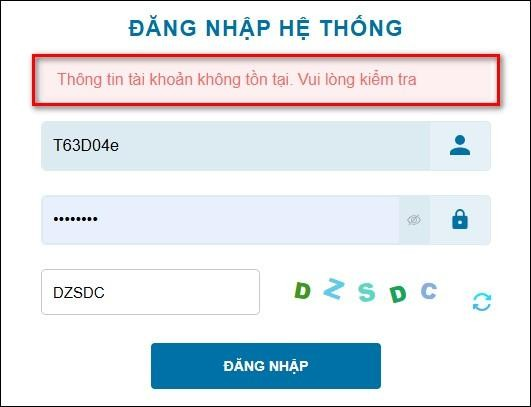 ĐĂNG NHẬP HỆ THỐNG
Thông tin tài khoản không tồn tại. Vui lòng kiểm tra
T63D04e
••••••••
DZSDC
D Z S D C
ĐĂNG NHẬP